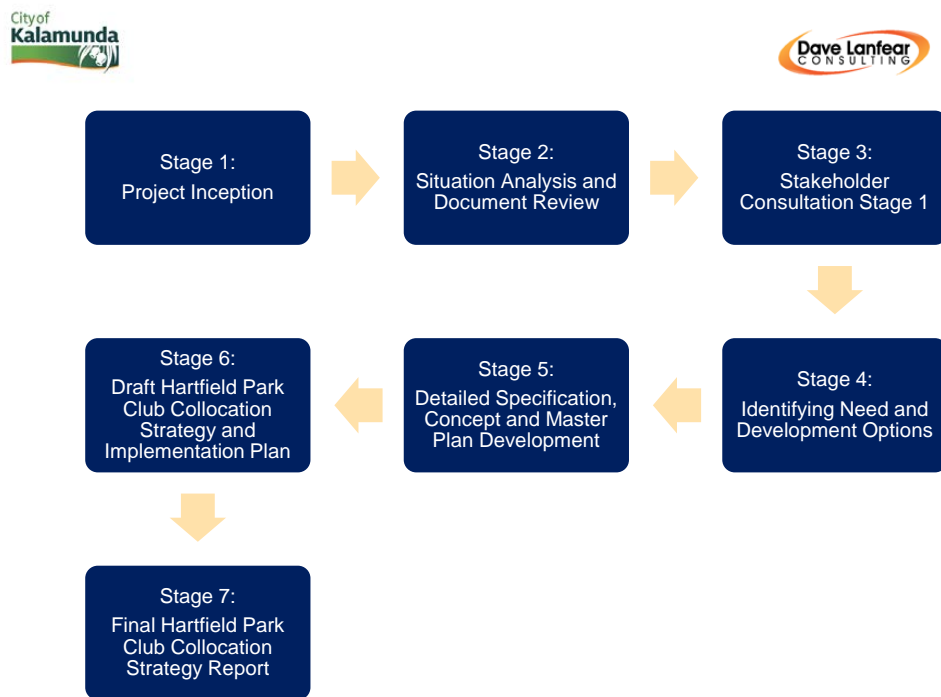 City of
Kalamunda
Dave Lanfear
CONSULTING
Stage 1:
Project Inception
Stage 2:
Situation Analysis and
Document Review
Stage 3:
Stakeholder
Consultation Stage 1
Stage 4:
Identifying Need and
Development Options
Stage 5:
Detailed Specification,
Concept and Master
Plan Development
Stage 6:
Draft Hartfield Park
Club Collocation
Strategy and
Implementation Plan
Stage 7:
Final Hartfield Park
Club Collocation
Strategy Report